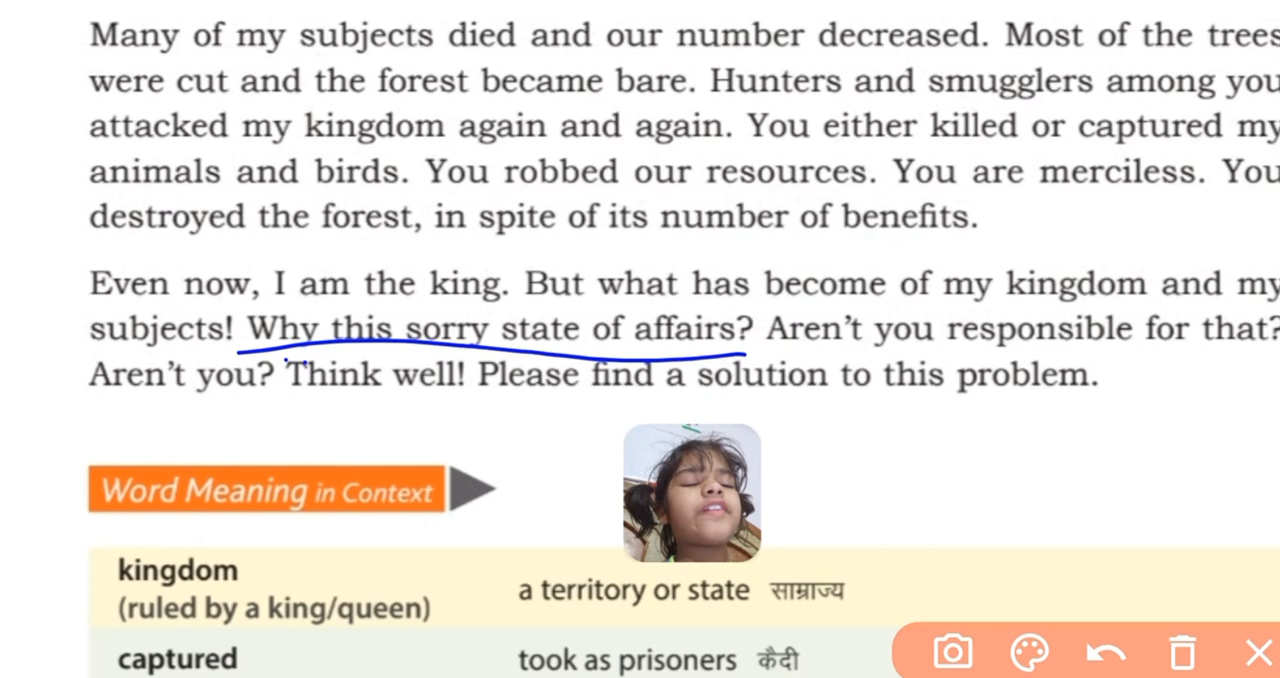 Many of my subjects died and our number decreased. Most of the trees
were cut and the forest became bare. Hunters and smugglers among you
attacked my kingdom again and again. You either killed or captured my
animals and birds. You robbed our resources. You are merciless. You
destroyed the forest, in spite of its number of benefits.
Even now, I am the king. But what has become of my kingdom and my
subjects! Why this sorry state of affairs? Aren't you responsible for that?
Aren't you? Think well! Please find a solution to this problem.
Word Meaning in Context
kingdom
(ruled by a king/queen) a territory or state साम्राज्य
captured took as prisoners कैदी